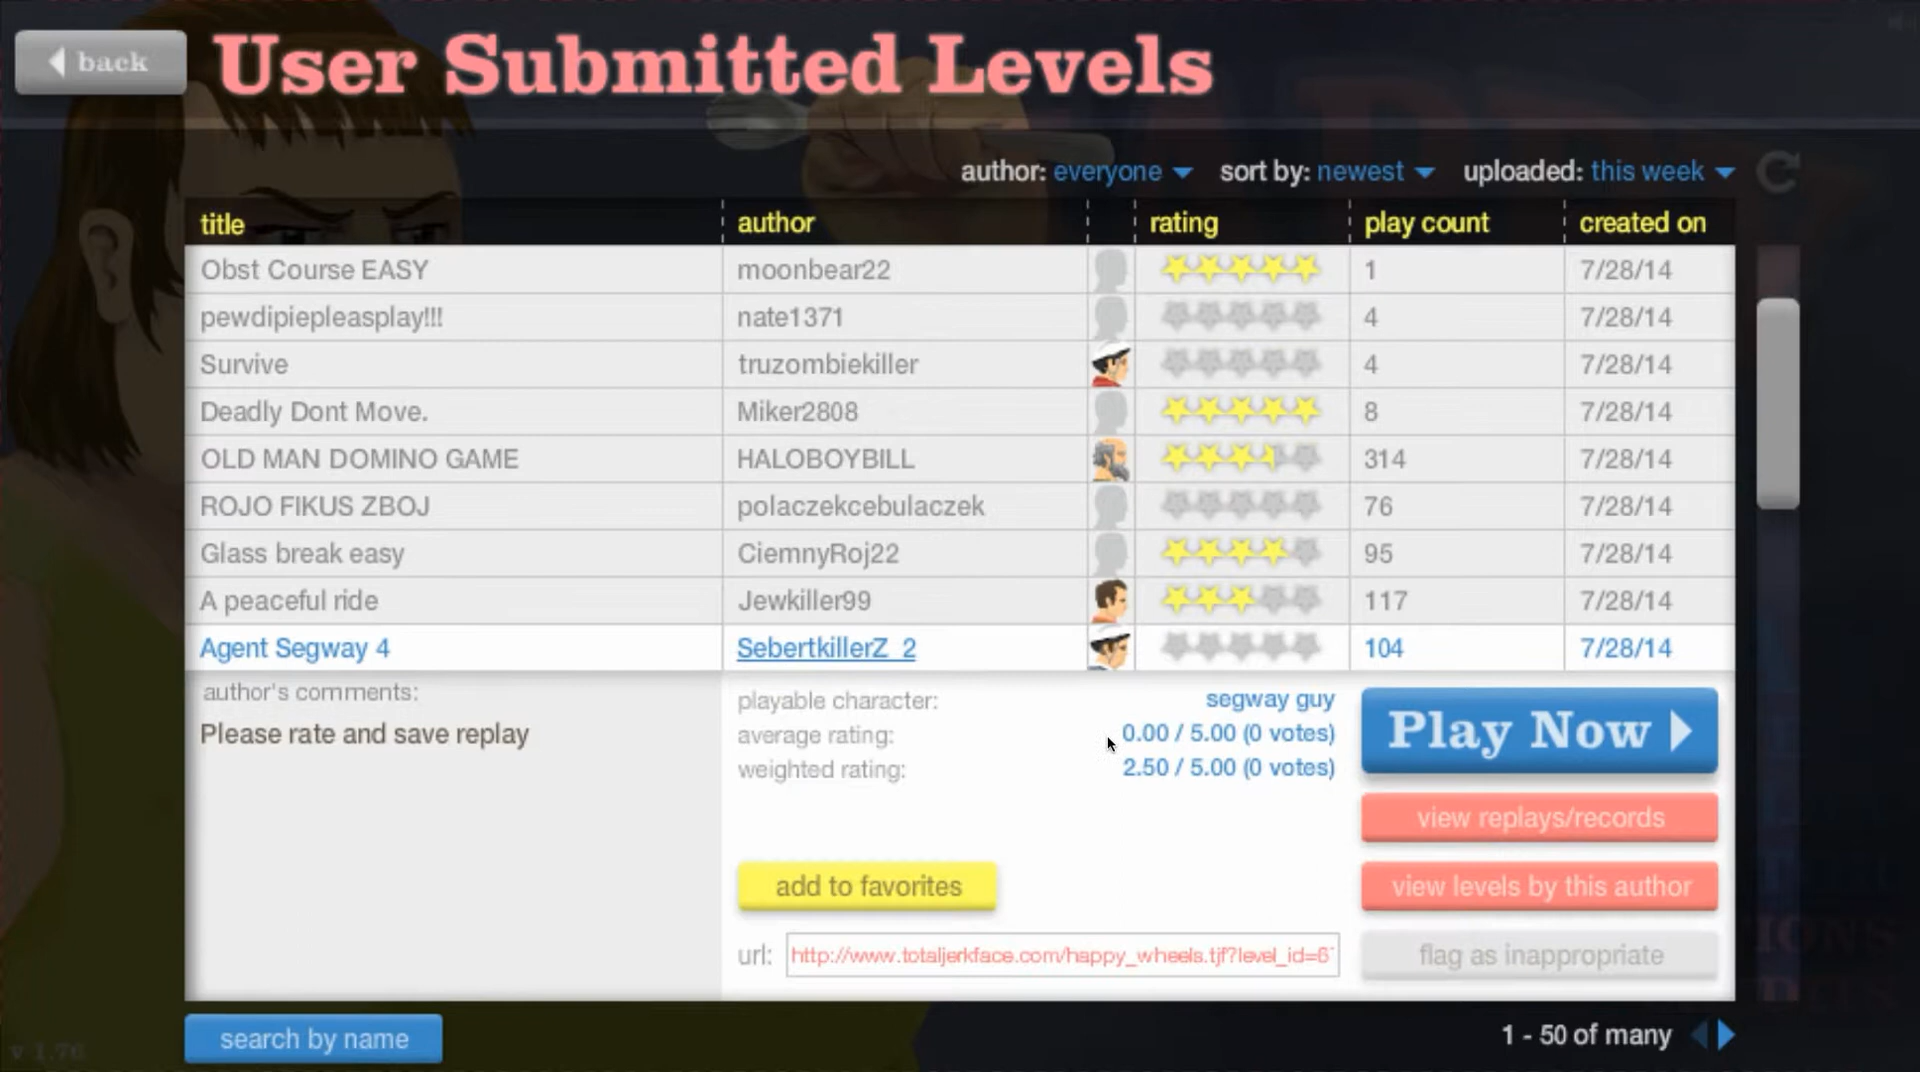 back
User Submitted Levels
author: everyone sort by: newest uploaded: this week
title author rating play count created on
Obst Course EASY moonbear22 1 7/28/14
pewdipiepleasplay!!! nate1371 4 7/28/14
Survive truzombiekiller 4 7/28/14
Deadly Dont Move. Miker2808 8 7/28/14
OLD MAN DOMINO GAME HALOBOYBILL 314 7/28/14
ROJO FIKUS ZBOJ polaczekcebulaczek 76 7/28/14
Glass break easy CiemnyRoj22 95 7/28/14
A peaceful ride Jewkiller99 117 7/28/14
Agent Segway 4 SebertkillerZ_2 104 7/28/14
author's comments:
Please rate and save replay
playable character: segway guy
average rating: 0.00 / 5.00 (0 votes)
weighted rating: 2.50 / 5.00 (0 votes)
Play Now
view replays/records
add to favorites
view levels by this author
url: http://www.totaljerkface.com/happy_wheels.tjf?level_id=6
flag as inappropriate
search by name
1 - 50 of many
v 1.76